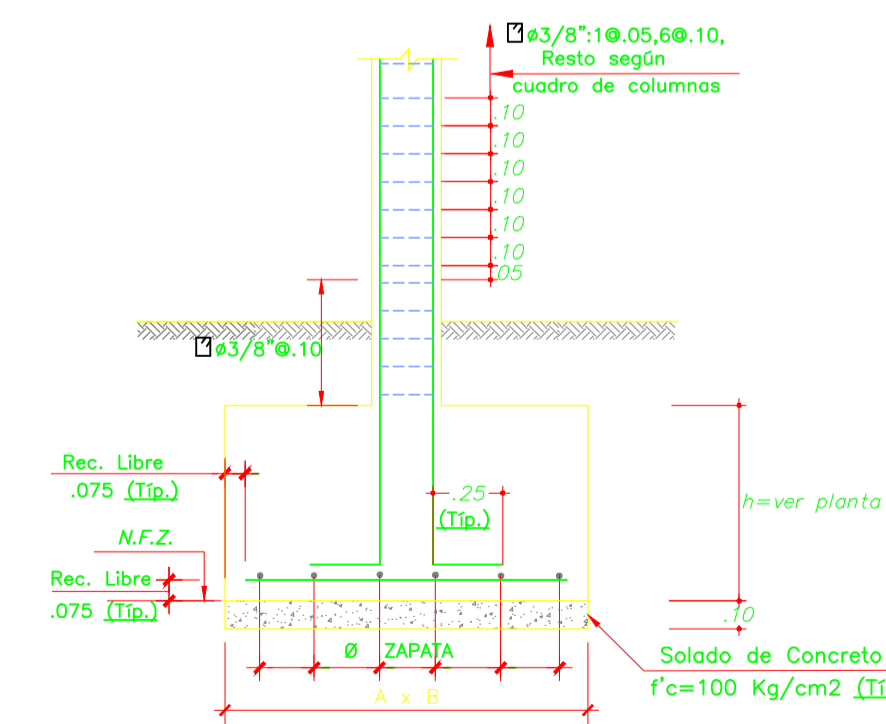 ø3/8":1@.05,6@.10,
Resto según
cuadro de columnas
.10
.10
.10
.10
.10
.10
.05
ø3/8"@.10
Rec. Libre
.075 (Típ.)
.25
(Típ.)
h=ver planta
N.F.Z.
Rec. Libre
.075 (Típ.)
.10
Ø ZAPATA
Solado de Concreto
f'c=100 Kg/cm2 (Tí
A x B